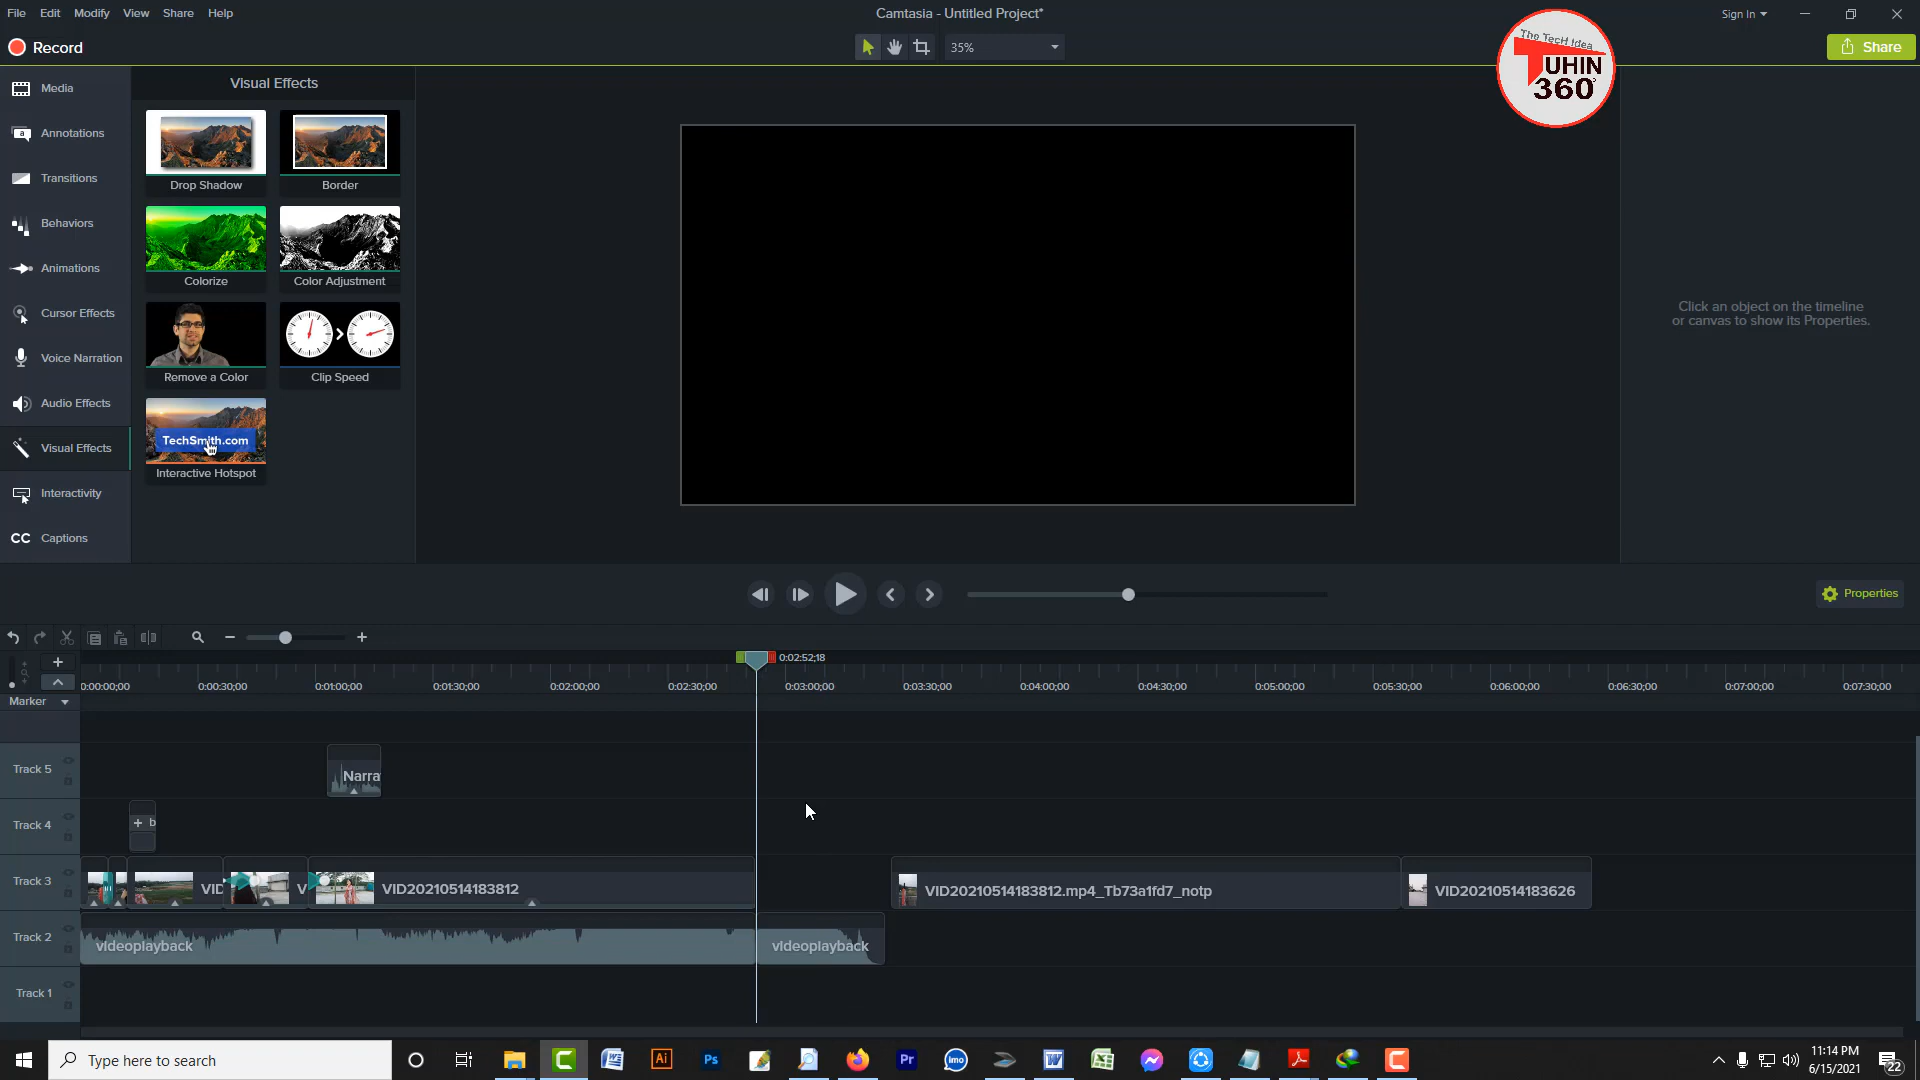 File Edit Modify View Share Help
Camtasia - Untitled Project*
Sign In
Record
35%
Share
The TecH Idea
TUHIN
360°
Media
Annotations
Transitions
Behaviors
Animations
Cursor Effects
Voice Narration
Audio Effects
Visual Effects
Interactivity
CC Captions
Visual Effects
Drop Shadow
Border
Colorize
Color Adjustment
Remove a Color
Clip Speed
TechSmith.com
Interactive Hotspot
Click an object on the timeline
or canvas to show its Properties.
Properties
0:02:52;18
0:00:00;00 0:00:30;00 0:01:00;00 0:01:30;00 0:02:00;00 0:02:30;00 0:03:00;00 0:03:30;00 0:04:00;00 0:04:30;00 0:05:00;00 0:05:30;00 0:06:00;00 0:06:30;00 0:07:00;00 0:07:30;00
Marker
Track 5
Narra
Track 4
+ b
Track 3
VID
V
VID20210514183812
VID20210514183812.mp4_Tb73a1fd7_notp
VID20210514183626
Track 2
videoplayback
videoplayback
Track 1
Type here to search
Ai
Ps
Pr
imo
11:14 PM
6/15/2021
22